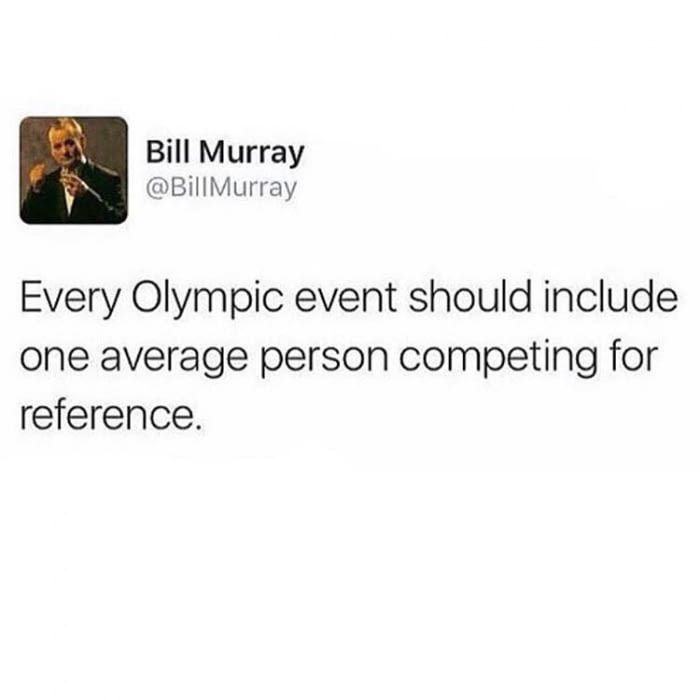 Bill Murray
@BillMurray
Every Olympic event should include
one average person competing for
reference.